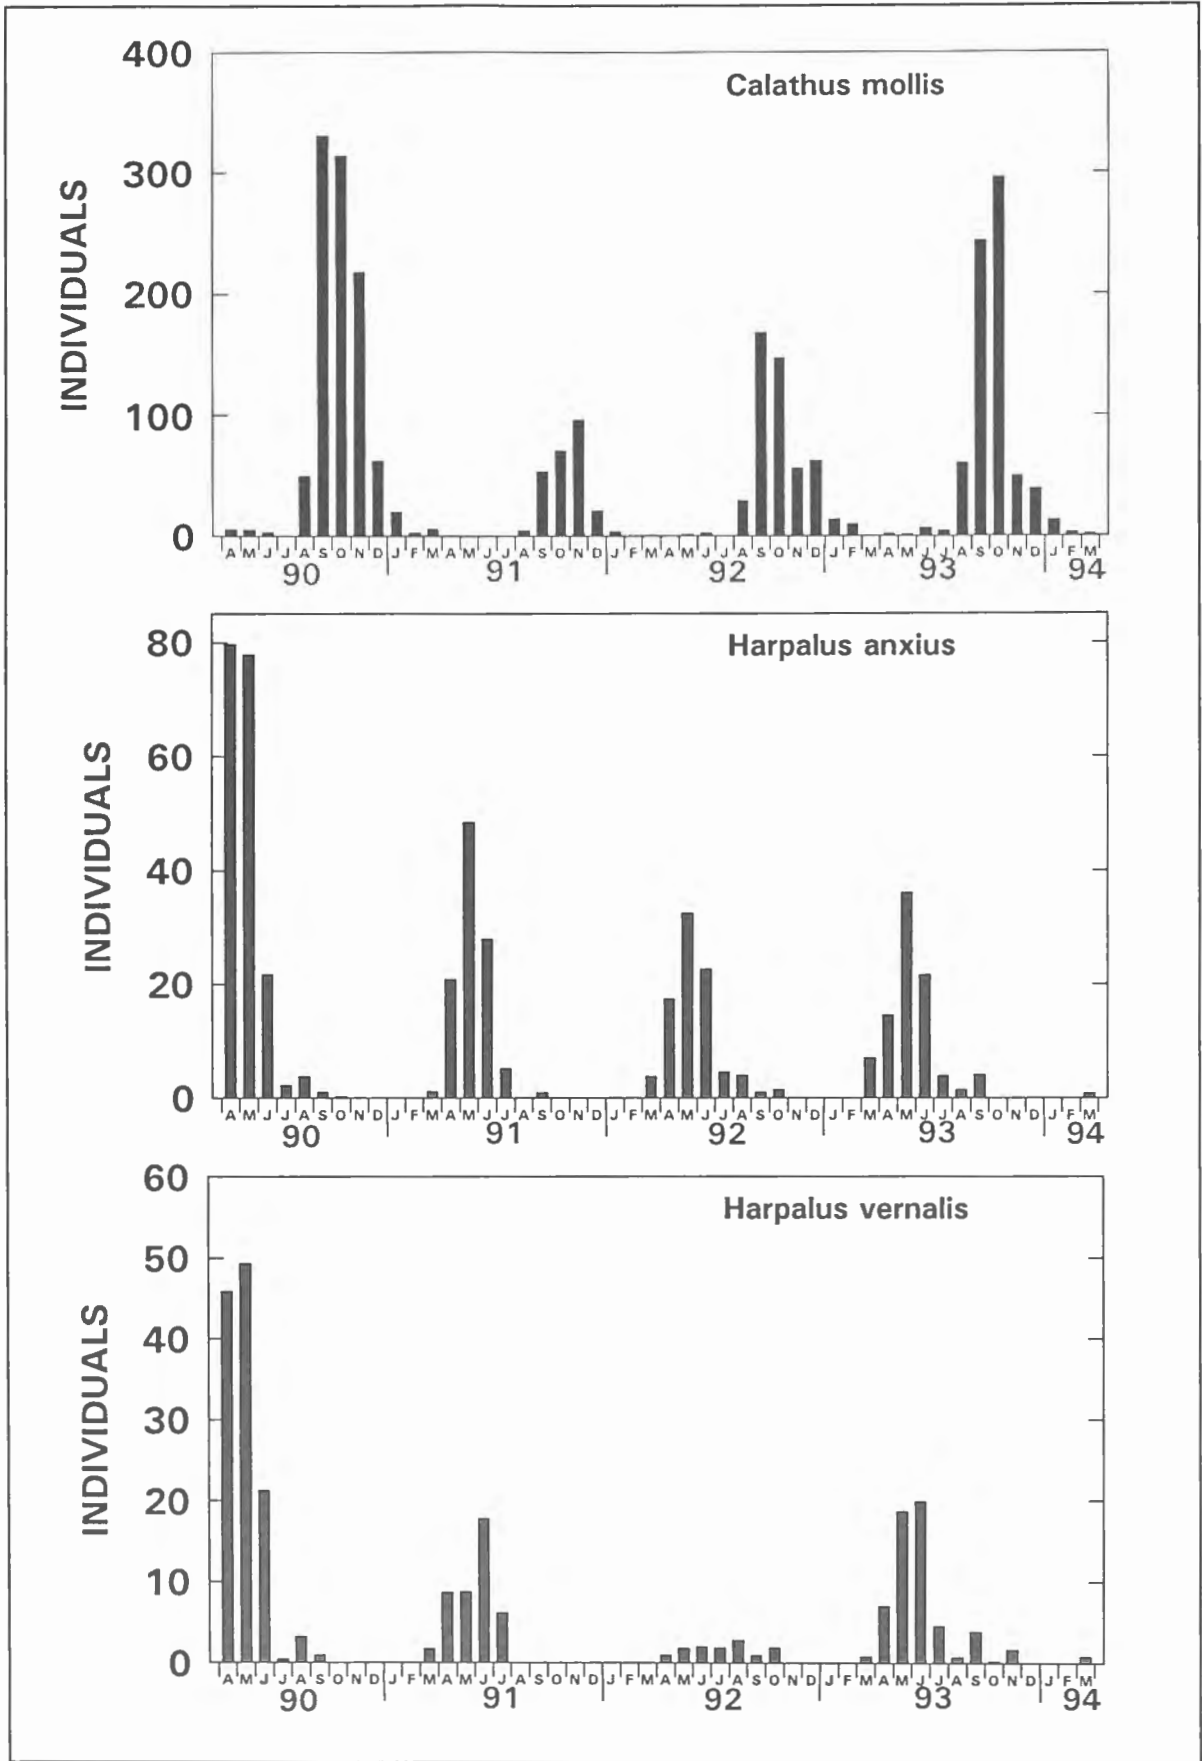 Calathus mollis
INDIVIDUALS
400
300
200
100
0
A M J J A S O N D J F M A M J J A S O N D J F M A M J J A S O N D J F M A M J J A S O N D J F M
90 91 92 93 94
Harpalus anxius
INDIVIDUALS
80
60
40
20
0
A M J J A S O N D J F M A M J J A S O N D J F M A M J J A S O N D J F M A M J J A S O N D J F M
90 91 92 93 94
Harpalus vernalis
INDIVIDUALS
60
50
40
30
20
10
0
A M J J A S O N D J F M A M J J A S O N D J F M A M J J A S O N D J F M A M J J A S O N D J F M
90 91 92 93 94